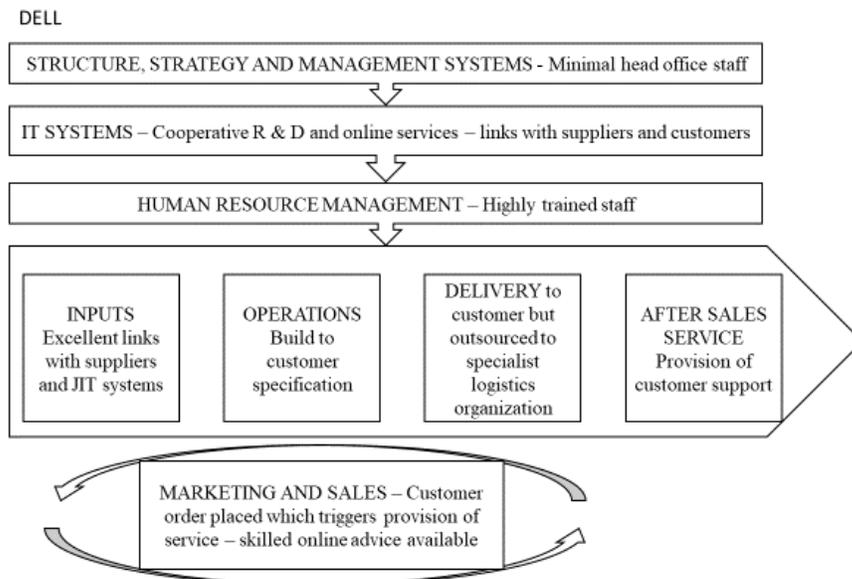 DELL
STRUCTURE, STRATEGY AND MANAGEMENT SYSTEMS - Minimal head office staff
IT SYSTEMS – Cooperative R & D and online services – links with suppliers and customers
HUMAN RESOURCE MANAGEMENT – Highly trained staff
INPUTS
Excellent links
with suppliers
and JIT systems
OPERATIONS
Build to
customer
specification
DELIVERY to
customer but
outsourced to
specialist
logistics
organization
AFTER SALES
SERVICE
Provision of
customer support
MARKETING AND SALES – Customer
order placed which triggers provision of
service – skilled online advice available